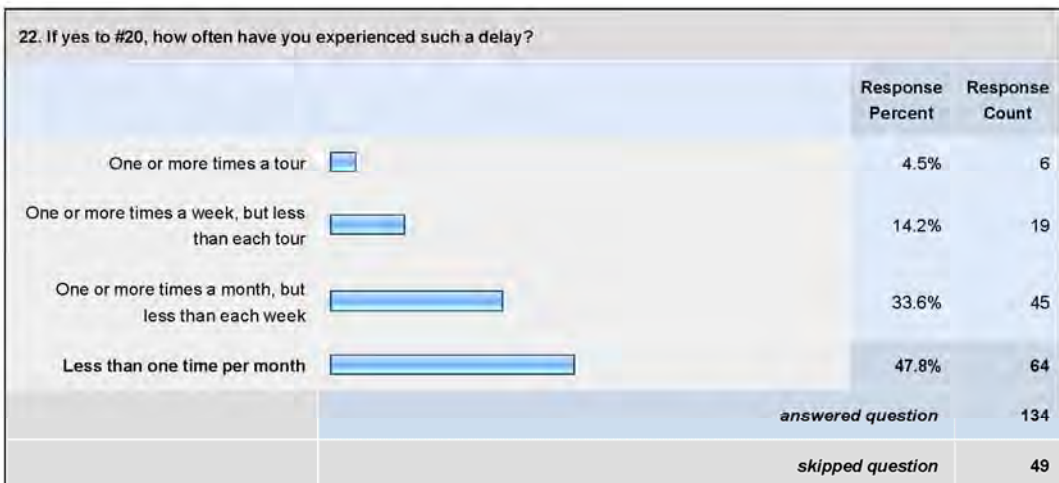 22. If yes to #20, how often have you experienced such a delay?
Response Percent Response Count
One or more times a tour 4.5% 6
One or more times a week, but less than each tour 14.2% 19
One or more times a month, but less than each week 33.6% 45
Less than one time per month 47.8% 64
answered question 134
skipped question 49